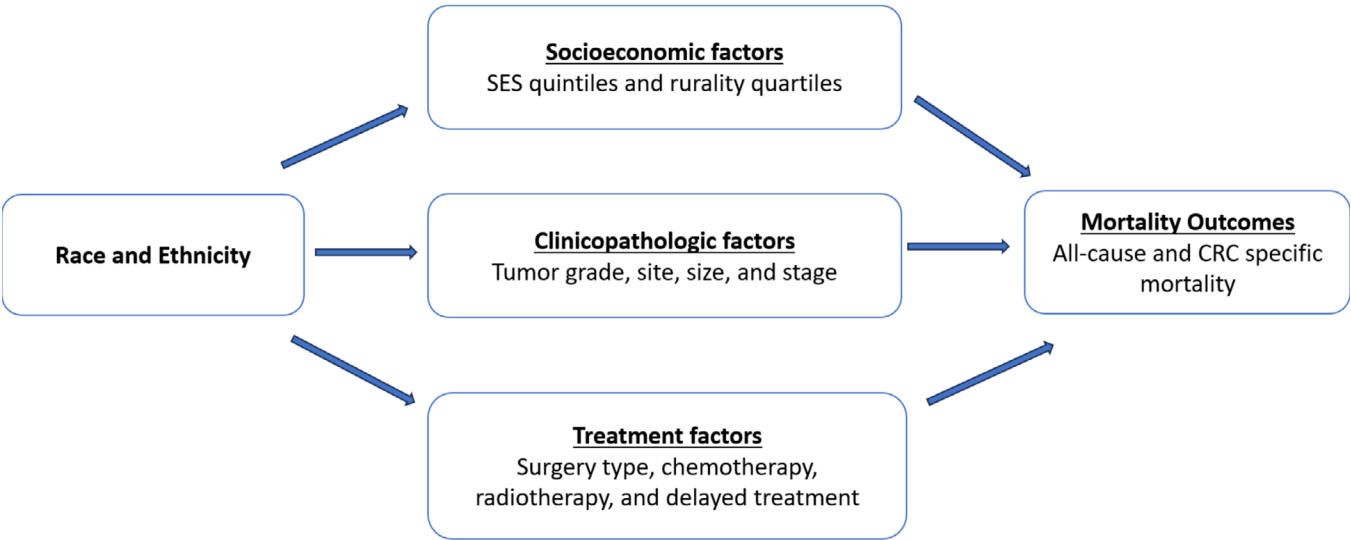 Socioeconomic factors
SES quintiles and rurality quartiles
Race and Ethnicity
Clinicopathologic factors
Tumor grade, site, size, and stage
Mortality Outcomes
All-cause and CRC specific
mortality
Treatment factors
Surgery type, chemotherapy,
radiotherapy, and delayed treatment